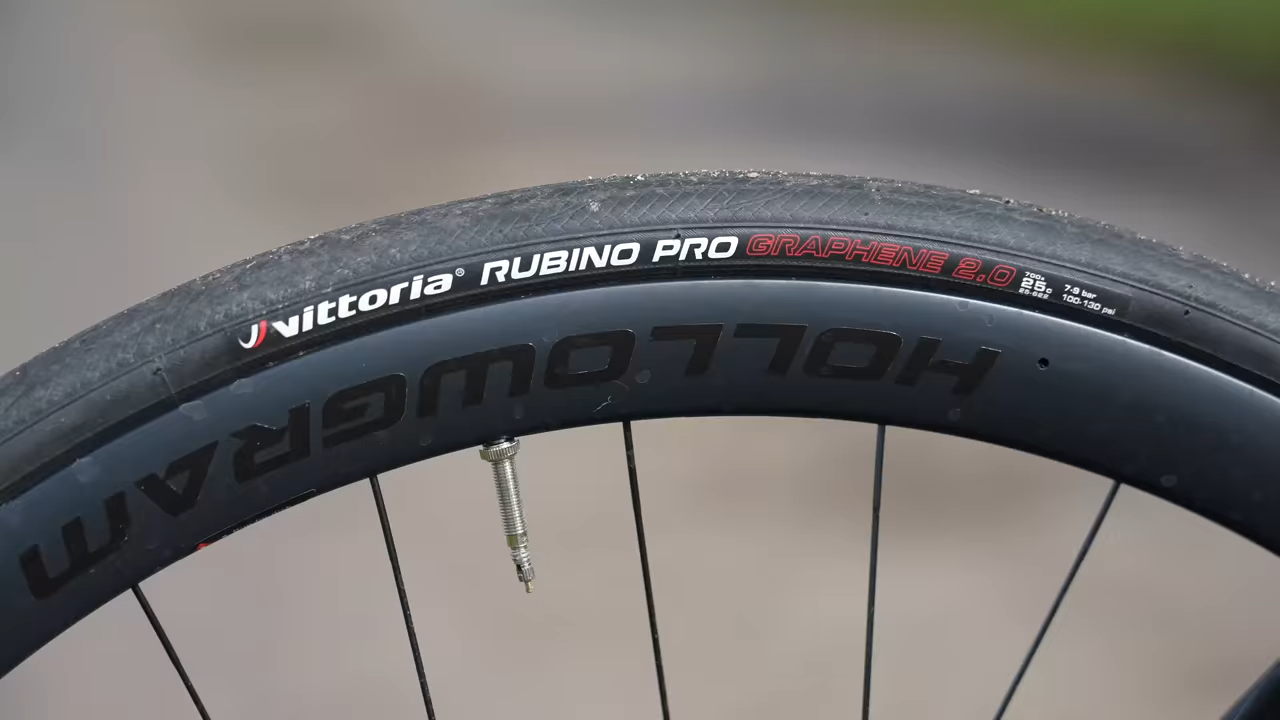 vittoria® RUBINO PRO GRAPHENE 2.0
700x
25c
25-622
7-9 bar
100-130 psi
HOLLOWGRAM